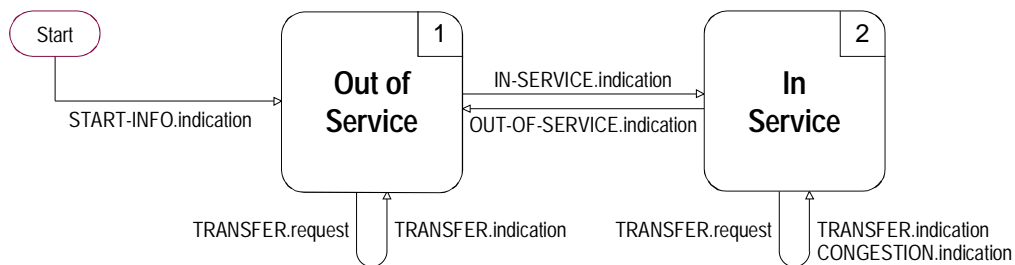 Start
1
2
Out of
Service
In
Service
IN-SERVICE.indication
START-INFO.indication
OUT-OF-SERVICE.indication
TRANSFER.request
TRANSFER.indication
TRANSFER.request
TRANSFER.indication
CONGESTION.indication